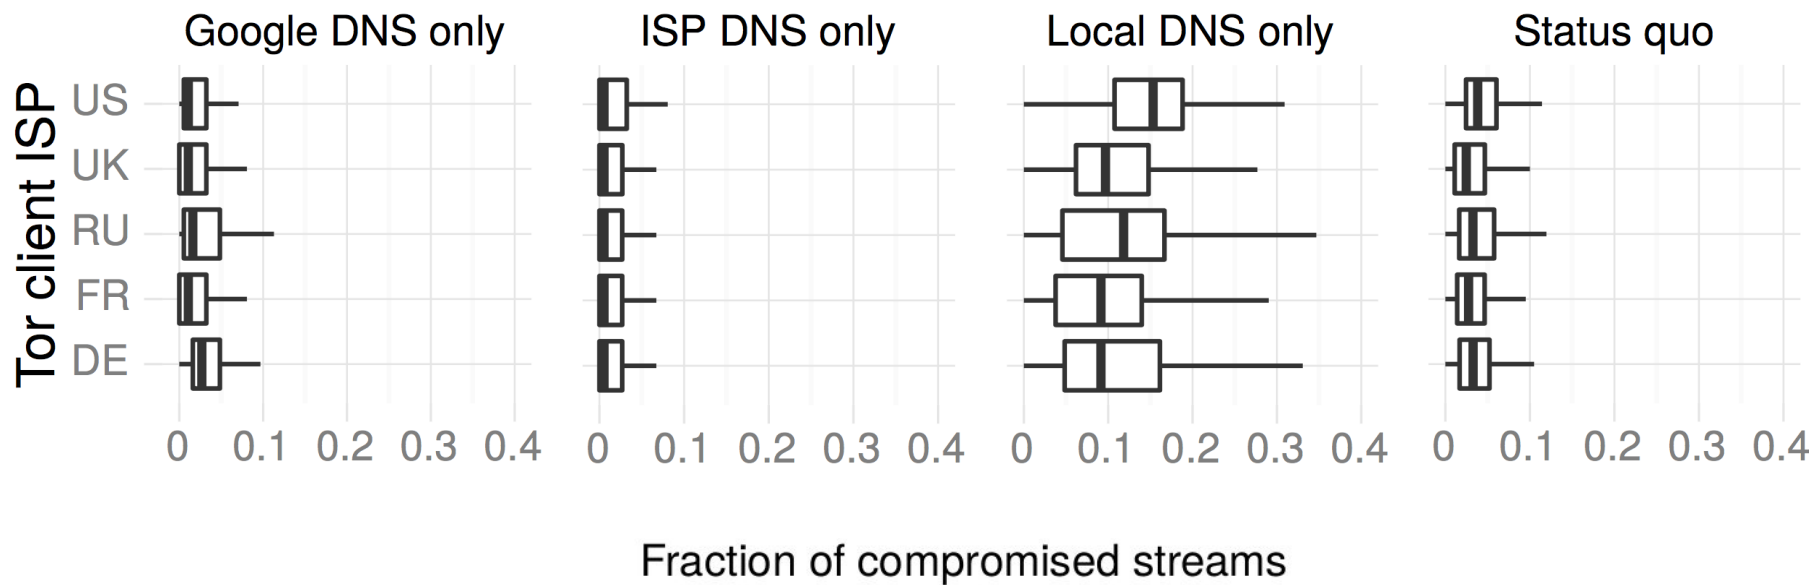 Google DNS only ISP DNS only Local DNS only Status quo
Tor client ISP
US
UK
RU
FR
DE
0 0.1 0.2 0.3 0.4 0 0.1 0.2 0.3 0.4 0 0.1 0.2 0.3 0.4 0 0.1 0.2 0.3 0.4
Fraction of compromised streams